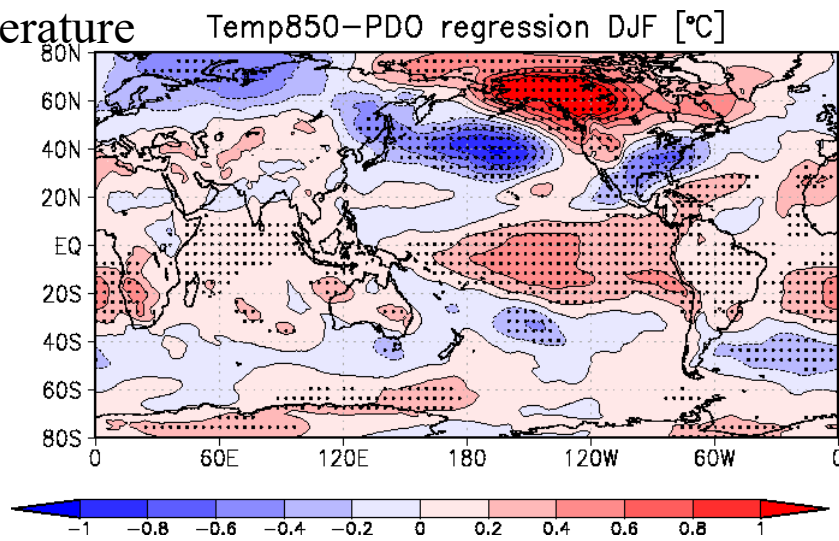 erature
Temp850-PDO regression DJF [°C]
80N
60N
40N
20N
EQ
20S
40S
60S
80S
0 60E 120E 180 120W 60W 0
-1 -0.8 -0.6 -0.4 -0.2 0 0.2 0.4 0.6 0.8 1